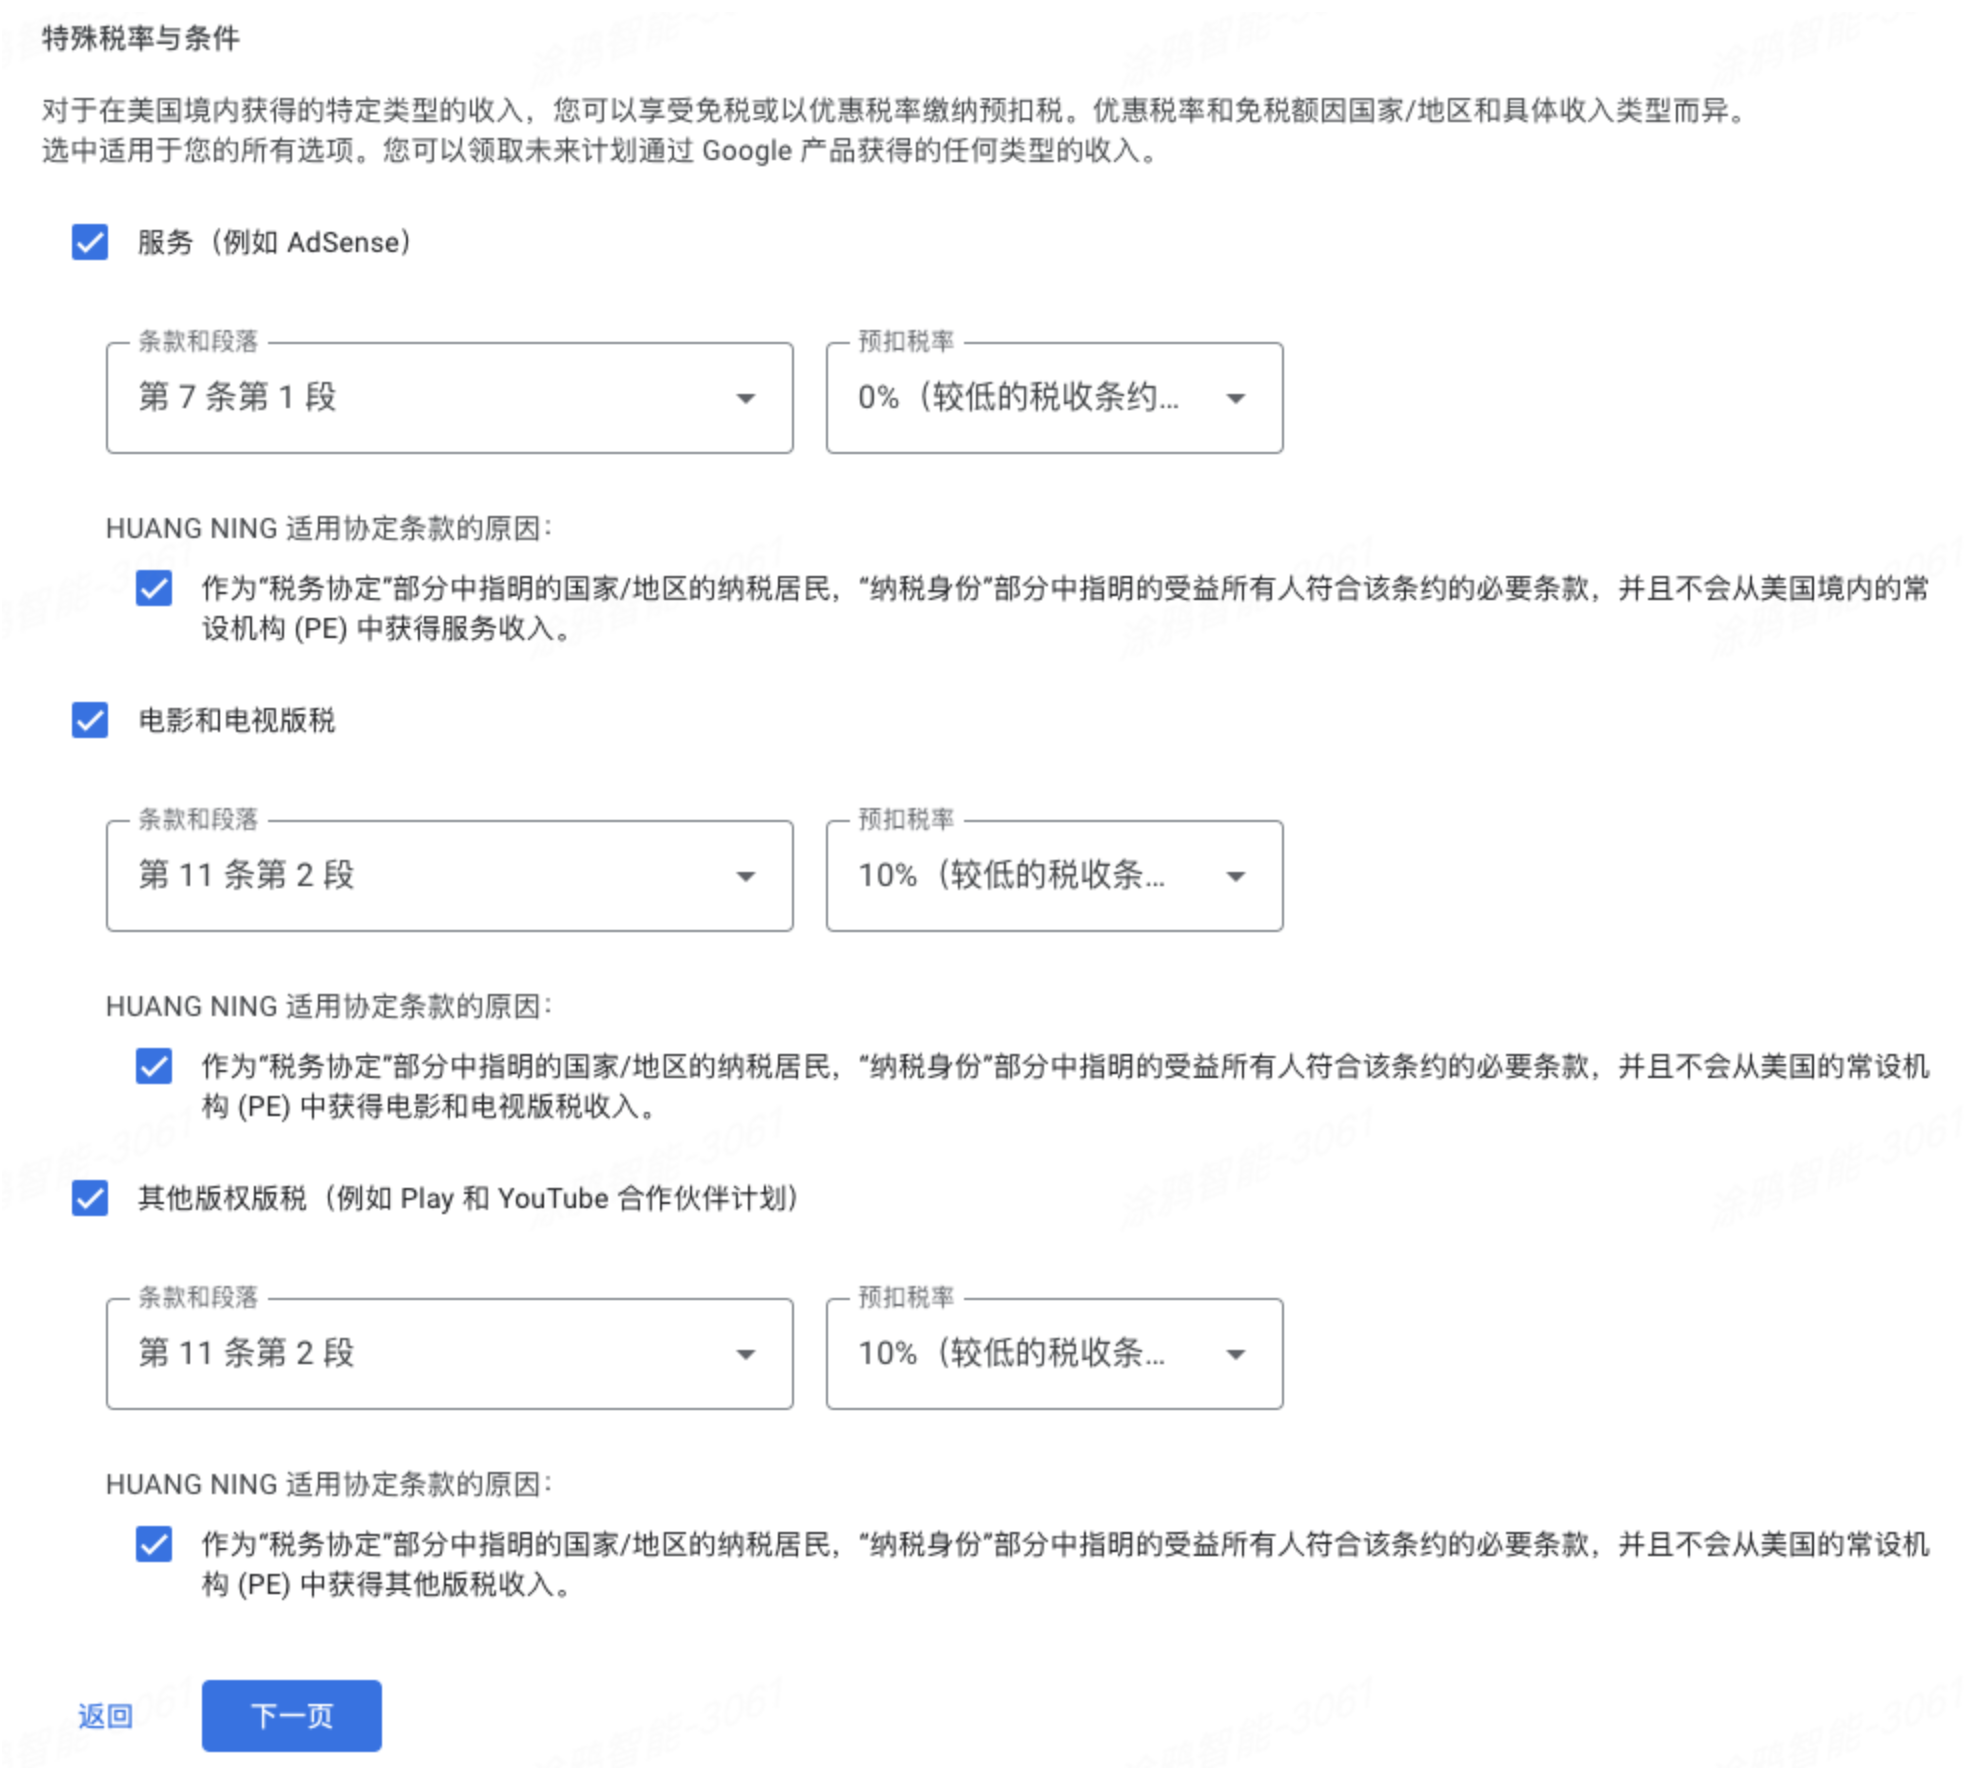 特殊税率与条件
对于在美国境内获得的特定类型的收入，您可以享受免税或以优惠税率缴纳预扣税。优惠税率和免税额因国家/地区和具体收入类型而异。
选中适用于您的所有选项。您可以领取未来计划通过 Google 产品获得的任何类型的收入。
服务（例如 AdSense）
条款和段落
预扣税率
第 7 条第 1 段
0%（较低的税收条约...
HUANG NING 适用协定条款的原因：
作为“税务协定”部分中指明的国家/地区的纳税居民，“纳税身份”部分中指明的受益所有人符合该条约的必要条款，并且不会从美国境内的常
设机构 (PE) 中获得服务收入。
电影和电视版税
条款和段落
预扣税率
第 11 条第 2 段
10%（较低的税收条...
HUANG NING 适用协定条款的原因：
作为“税务协定”部分中指明的国家/地区的纳税居民，“纳税身份”部分中指明的受益所有人符合该条约的必要条款，并且不会从美国的常设机
构 (PE) 中获得电影和电视版税收入。
其他版权版税（例如 Play 和 YouTube 合作伙伴计划）
条款和段落
预扣税率
第 11 条第 2 段
10%（较低的税收条...
HUANG NING 适用协定条款的原因：
作为“税务协定”部分中指明的国家/地区的纳税居民，“纳税身份”部分中指明的受益所有人符合该条约的必要条款，并且不会从美国的常设机
构 (PE) 中获得其他版税收入。
返回
下一页
涂鸦智能-3061